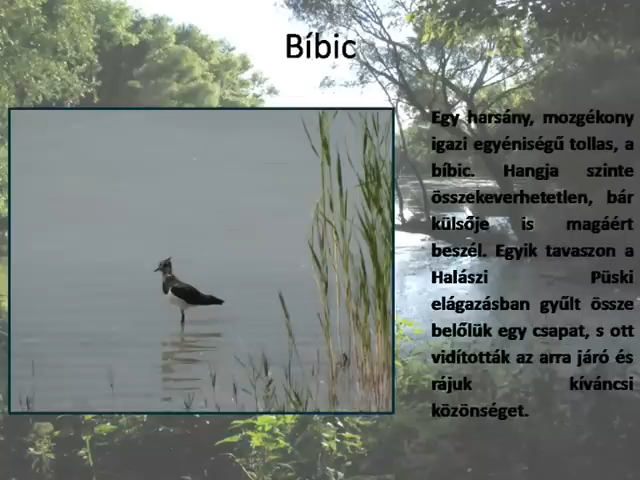 Bíbic
Egy harsány, mozgékony
igazi egyéniségű tollas, a
bíbic. Hangja szinte
összekeverhetetlen, bár
külsője is magáért
beszél. Egyik tavaszon a
Halászi Püski
elágazásban gyűlt össze
belőlük egy csapat, s ott
vidították az arra járó és
rájuk kíváncsi
közönséget.